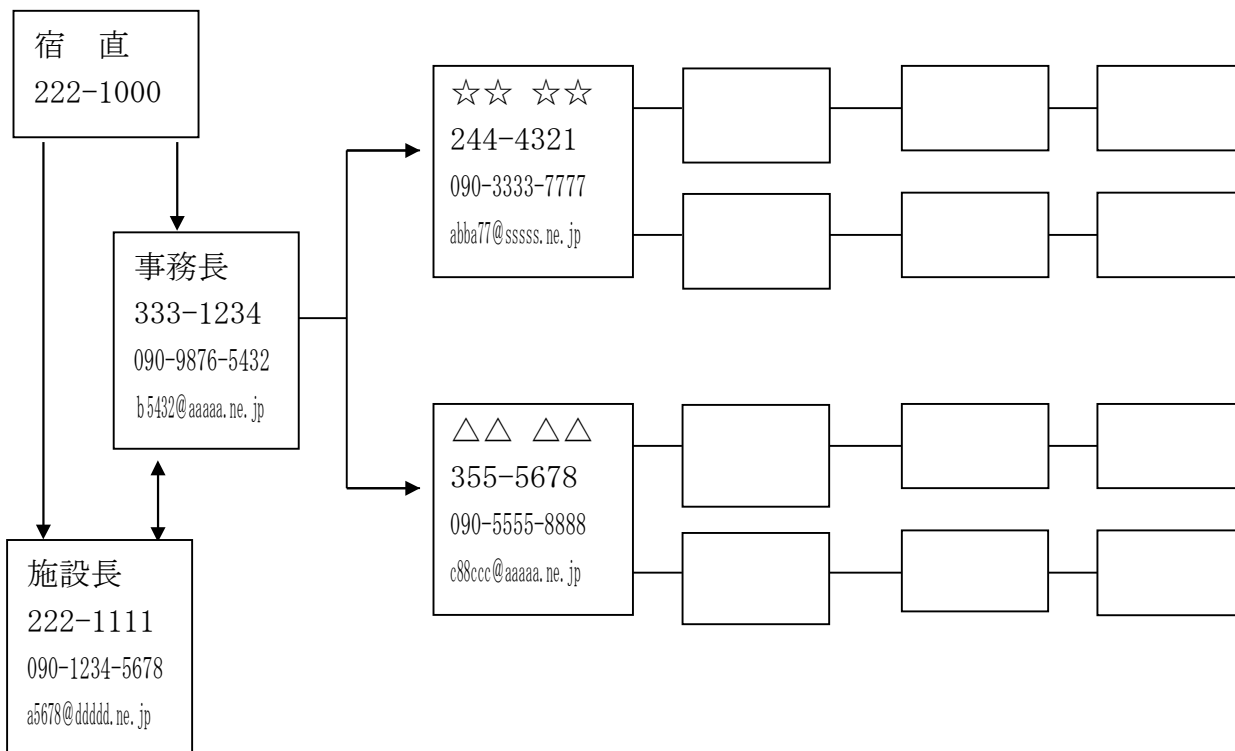 宿　直
222-1000
事務長
333-1234
090-9876-5432
b5432@aaaaa.ne.jp
施設長
222-1111
090-1234-5678
a5678@ddddd.ne.jp
☆☆ ☆☆
244-4321
090-3333-7777
abba77@sssss.ne.jp
△△ △△
355-5678
090-5555-8888
c88ccc@aaaaa.ne.jp